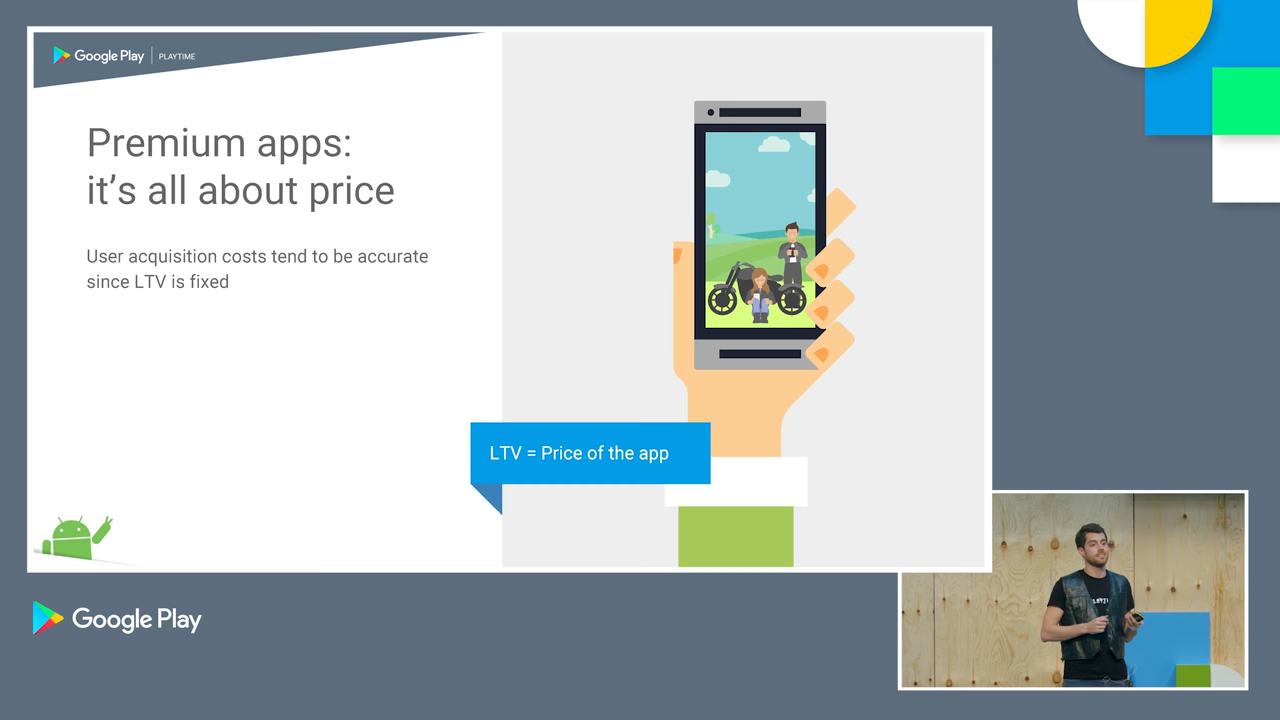 Google Play | PLAYTIME
Premium apps:
it’s all about price
User acquisition costs tend to be accurate
since LTV is fixed
LTV = Price of the app
Google Play